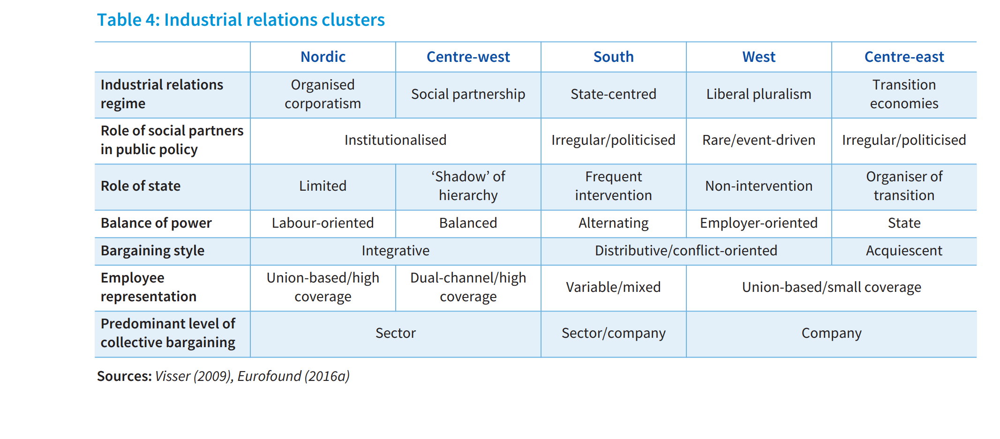 Table 4: Industrial relations clusters
Nordic Centre-west South West Centre-east
Industrial relations
regime
Organised
corporatism
Social partnership
State-centred
Liberal pluralism
Transition
economies
Role of social partners
in public policy
Institutionalised
Irregular/politicised
Rare/event-driven
Irregular/politicised
Role of state
Limited
‘Shadow’ of
hierarchy
Frequent
intervention
Non-intervention
Organiser of
transition
Balance of power
Labour-oriented
Balanced
Alternating
Employer-oriented
State
Bargaining style
Integrative
Distributive/conflict-oriented
Acquiescent
Employee
representation
Union-based/high
coverage
Dual-channel/high
coverage
Variable/mixed
Union-based/small coverage
Predominant level of
collective bargaining
Sector
Sector/company
Company
Sources: Visser (2009), Eurofound (2016a)